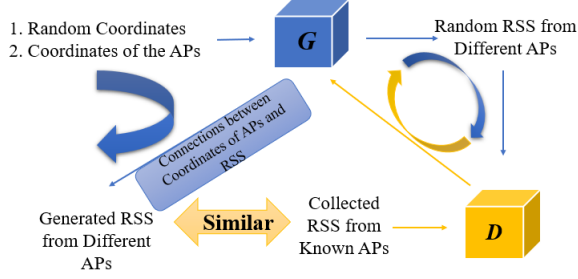 1. Random Coordinates
2. Coordinates of the APs
G
Random RSS from
Different APs
Connections between
Coordinates of APs and
RSS
Generated RSS
from Different
APs
Similar
Collected
RSS from
Known APs
D